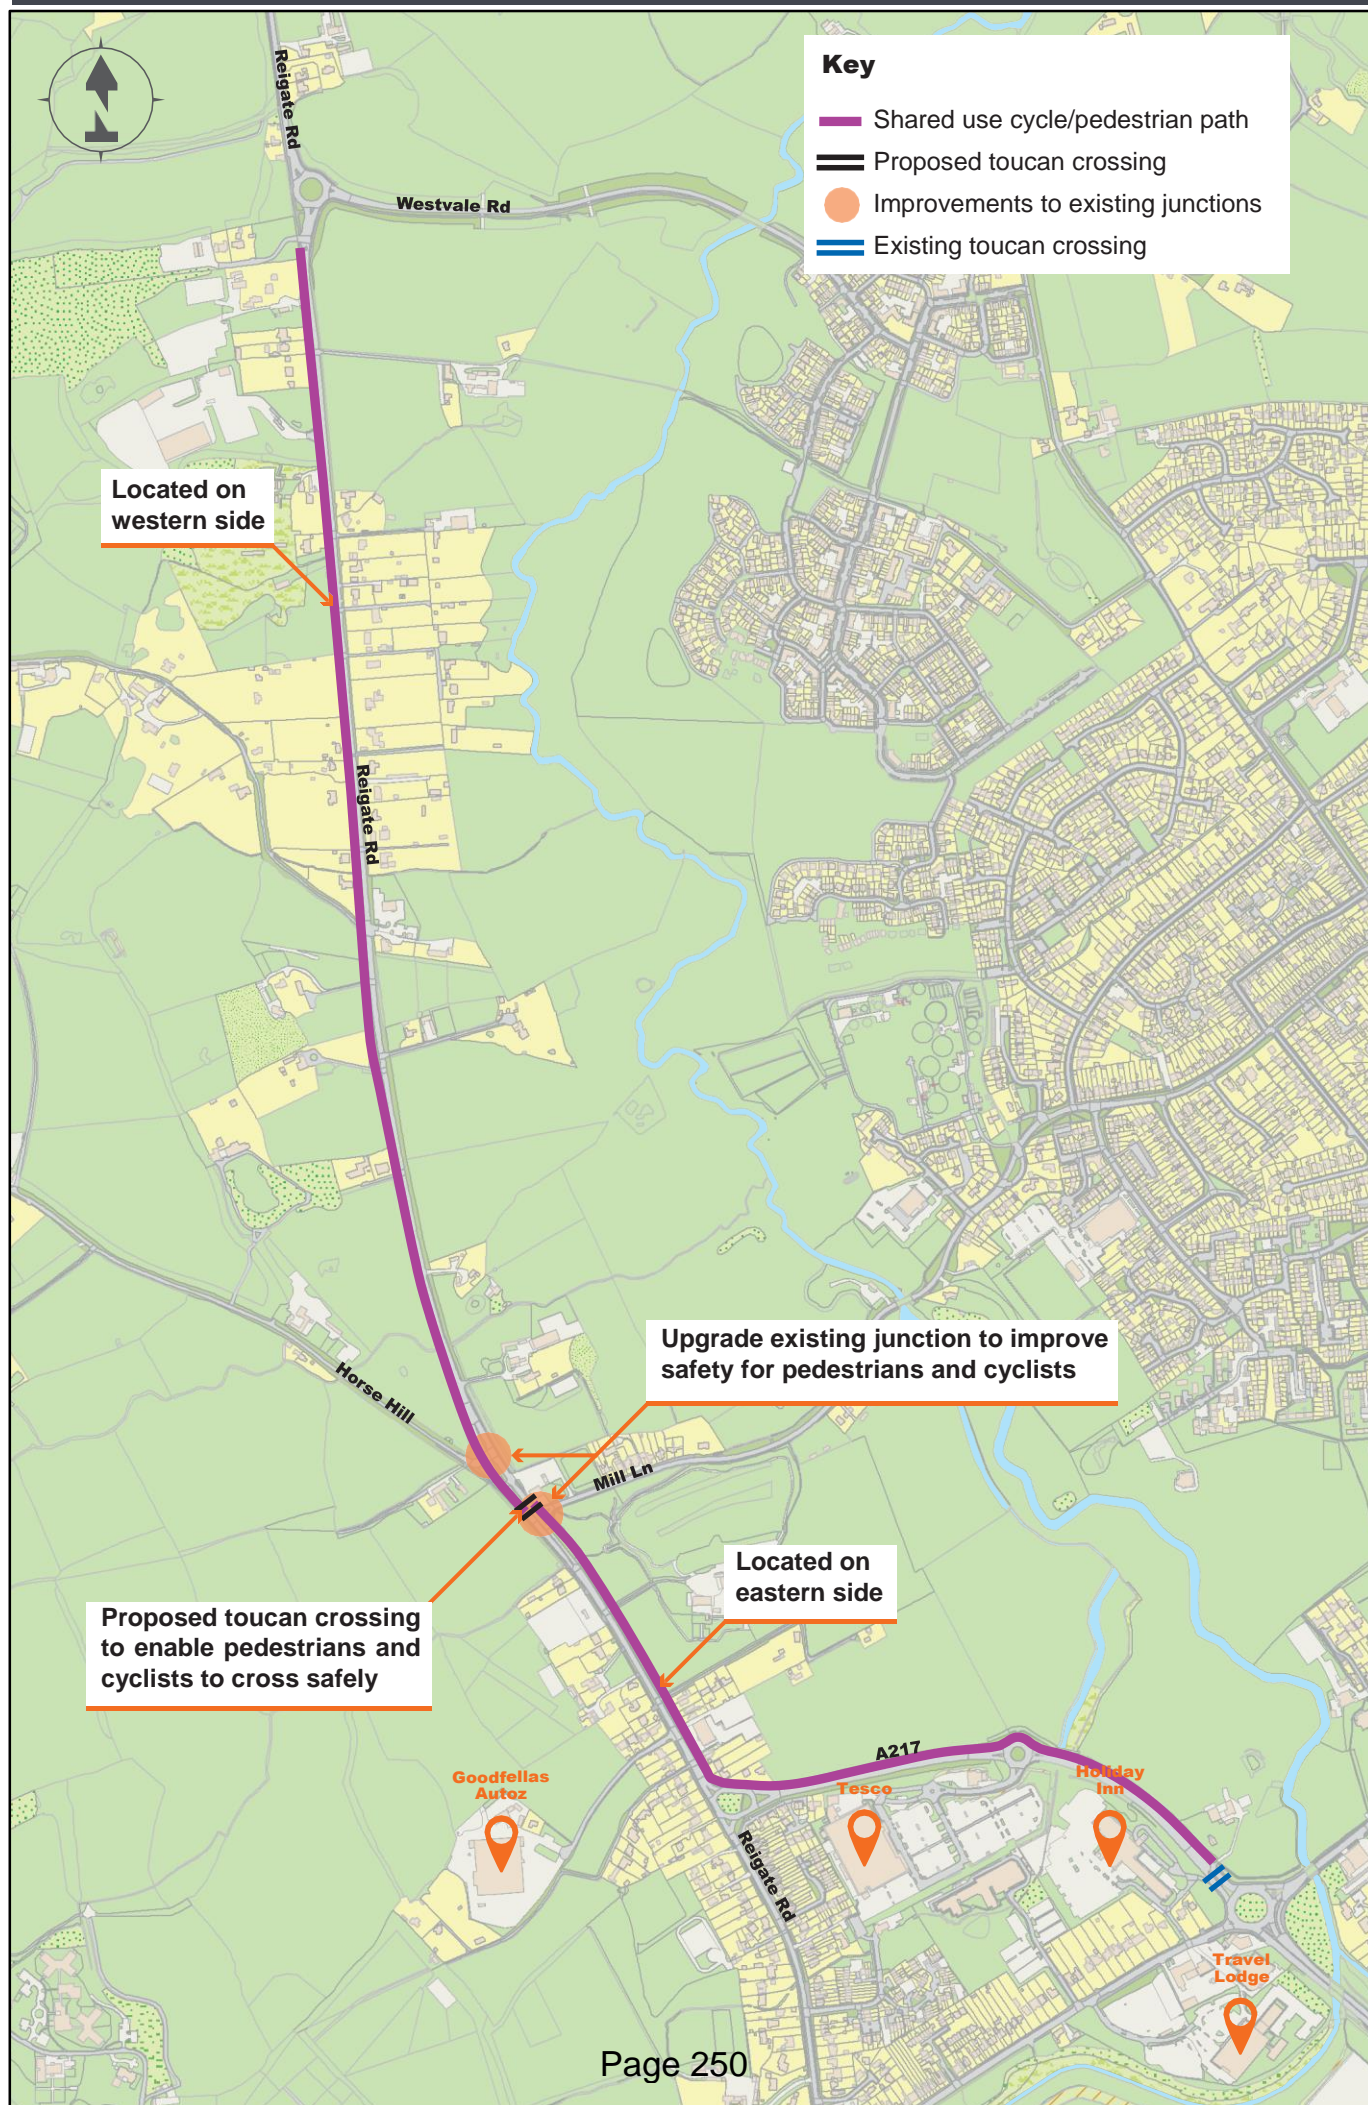 Key
Shared use cycle/pedestrian path
Proposed toucan crossing
Improvements to existing junctions
Existing toucan crossing
Reigate Rd
Westvale Rd
Located on
western side
Reigate Rd
Horse Hill
Upgrade existing junction to improve
safety for pedestrians and cyclists
Mill Ln
Located on
eastern side
Proposed toucan crossing
to enable pedestrians and
cyclists to cross safely
A217
Goodfellas
Autoz
Tesco
Holiday
Inn
Reigate Rd
Travel
Lodge
Page 250